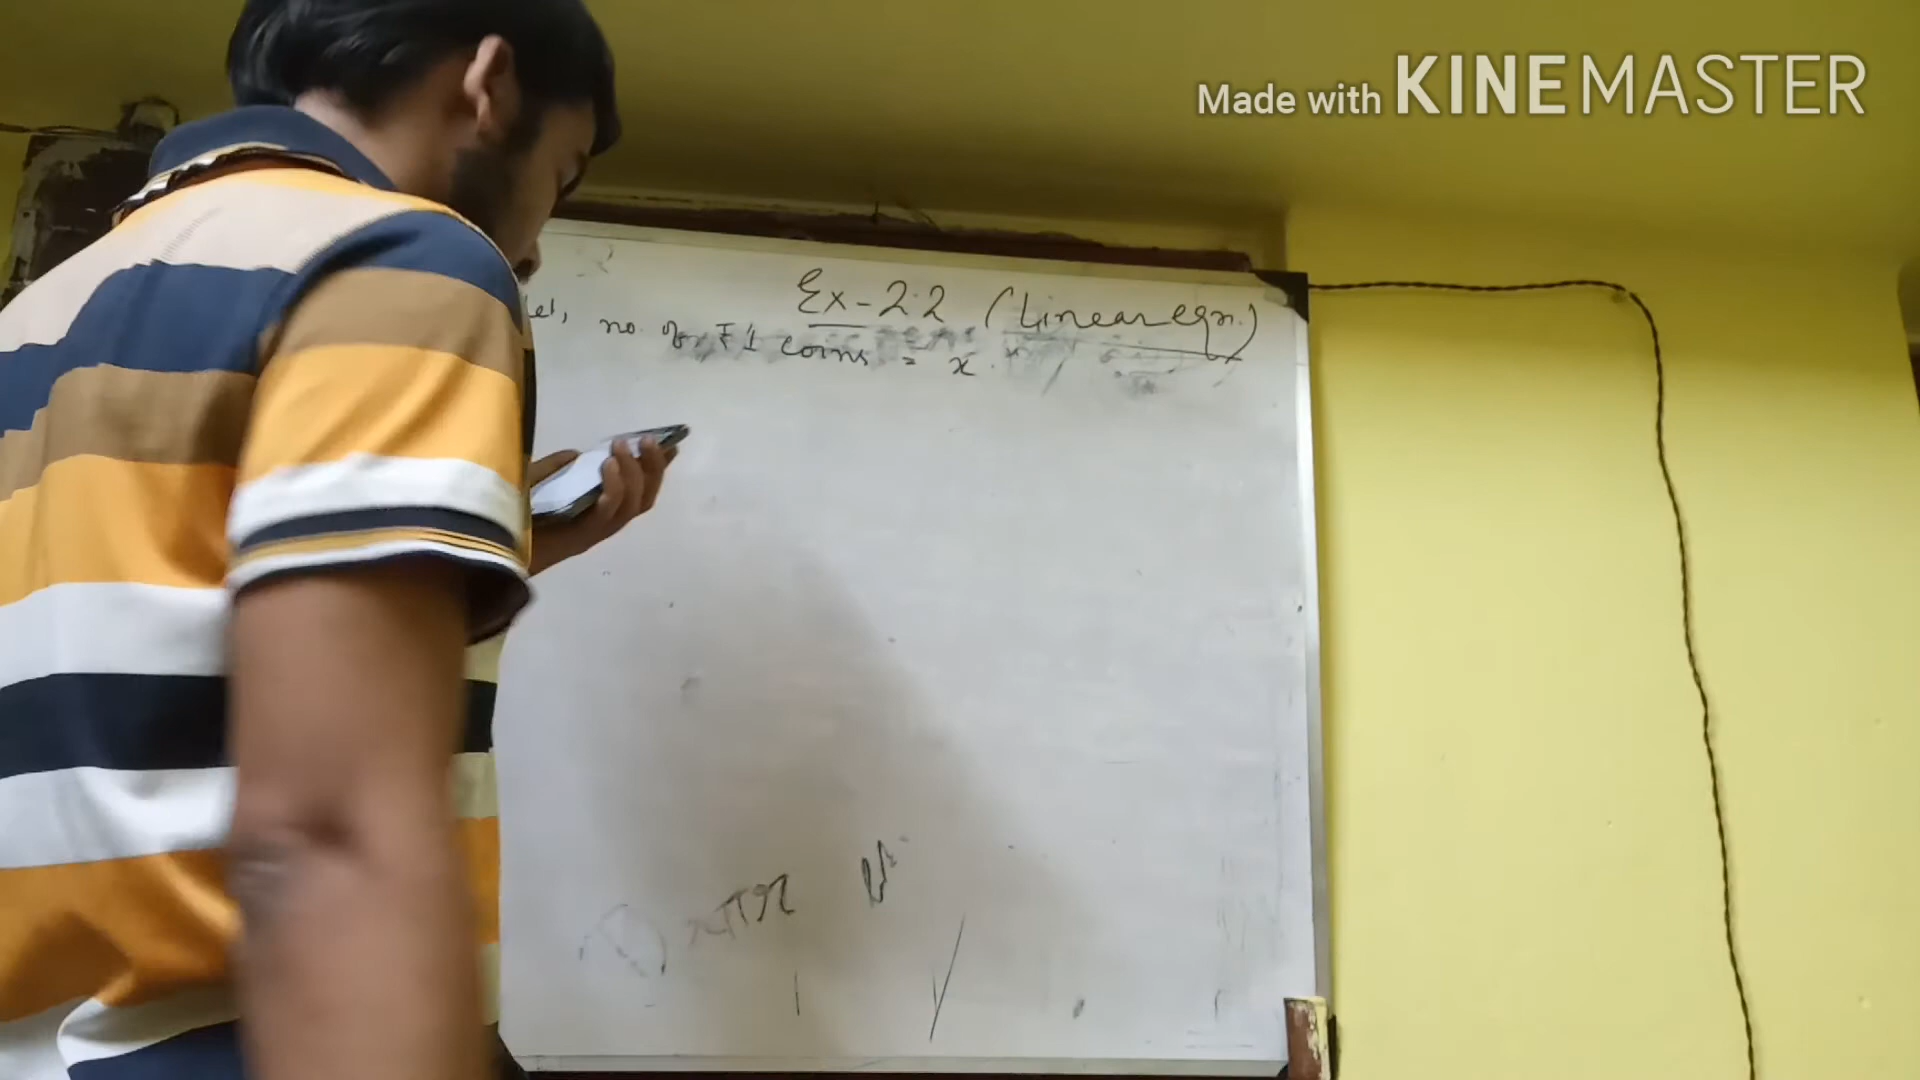 Made with KINEMASTER
Ex-2.2 (Linear eqn.)
let, no. of ₹1 coins = x.